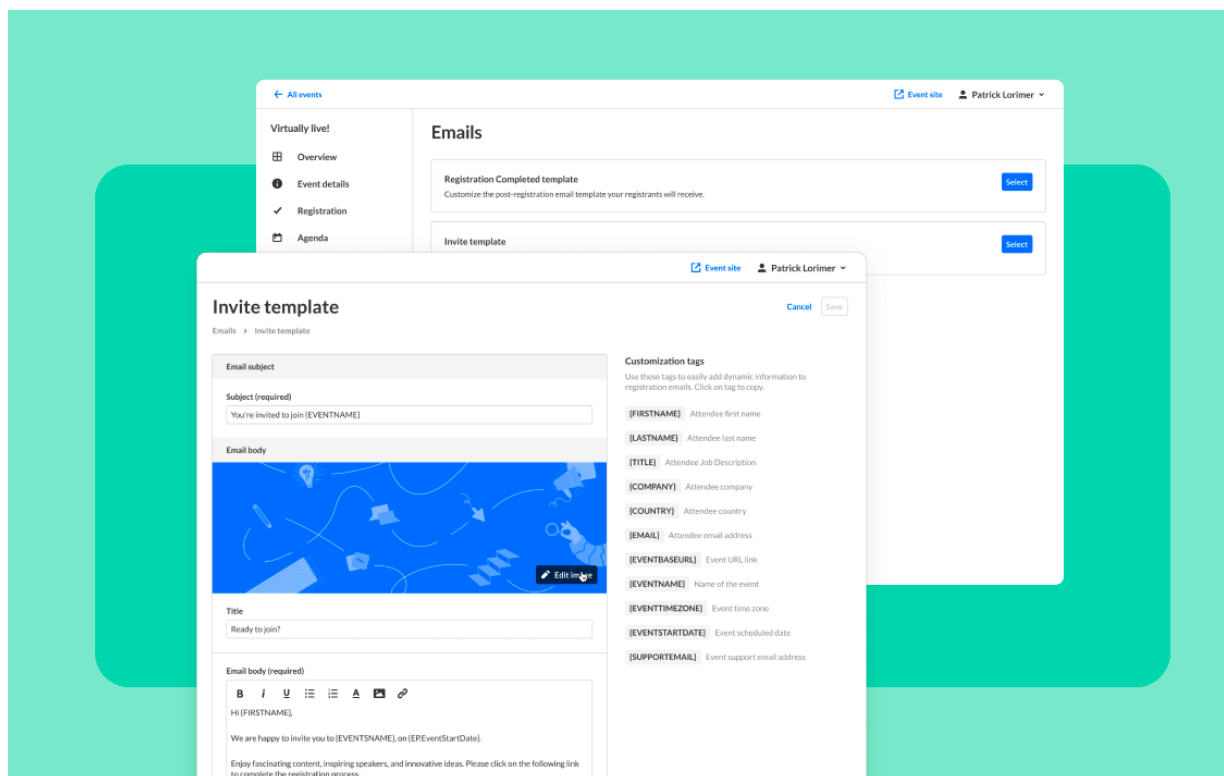 All events
Event site
Patrick Lorimer
Virtually live!
Overview
Event details
Registration
Agenda
Emails
Registration Completed template
Customize the post-registration email template your registrants will receive.
Select
Invite template
Select
Event site
Patrick Lorimer
Invite template
Cancel
Save
Emails > Invite template
Email subject
Subject (required)
You're invited to join {EVENTNAME}
Email body
Edit image
Title
Ready to join?
Email body (required)
B i U A
Hi {FIRSTNAME},
We are happy to invite you to {EVENTSNAME}, on {EP.EventStartDate}.
Enjoy fascinating content, inspiring speakers, and innovative ideas. Please click on the following link
to complete the registration process.
Customization tags
Use these tags to easily add dynamic information to
registration emails. Click on tag to copy.
{FIRSTNAME} Attendee first name
{LASTNAME} Attendee last name
{TITLE} Attendee Job Description
{COMPANY} Attendee company
{COUNTRY} Attendee country
{EMAIL} Attendee email address
{EVENTBASEURL} Event URL link
{EVENTNAME} Name of the event
{EVENTTIMEZONE} Event time zone
{EVENTSTARTDATE} Event scheduled date
{SUPPORTEMAIL} Event support email address